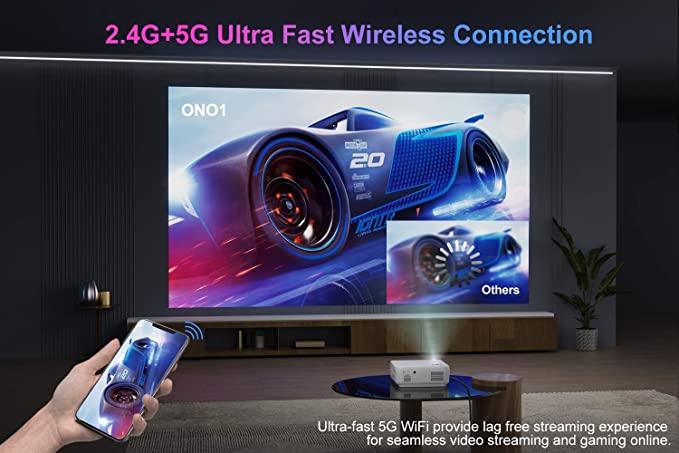 2.4G+5G Ultra Fast Wireless Connection
ONO1
20
IGNTR
Others
Ultra-fast 5G WiFi provide lag free streaming experience
for seamless video streaming and gaming online.